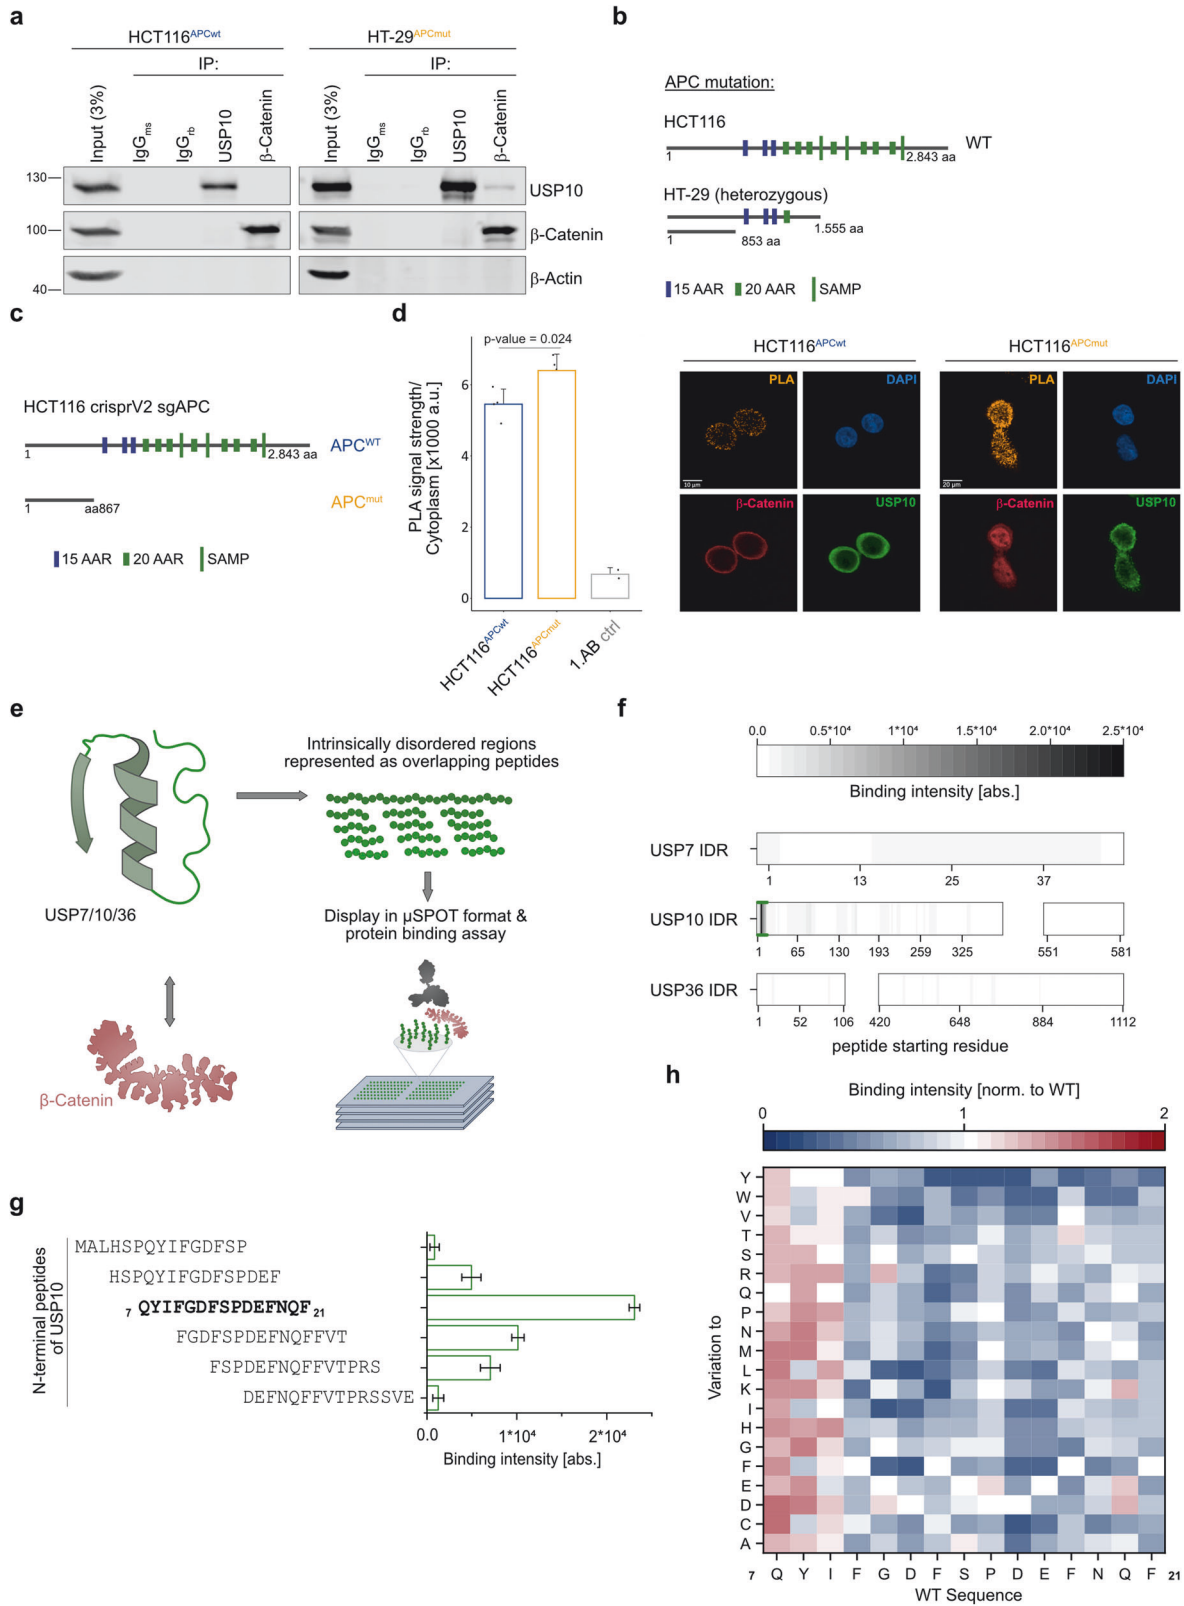 a
HCT116APCwt
HT-29APCmut
IP:
IP:
Input (3%)
IgGms
IgGrb
USP10
β-Catenin
Input (3%)
IgGms
IgGrb
USP10
β-Catenin
130
USP10
100
β-Catenin
40
β-Actin
b
APC mutation:
HCT116
WT
1
2.843 aa
HT-29 (heterozygous)
1.555 aa
1
853 aa
15 AAR
20 AAR
SAMP
c
HCT116 crisprV2 sgAPC
1
2.843 aa
APCWT
1
aa867
APCmut
15 AAR
20 AAR
SAMP
d
p-value = 0.024
PLA signal strength/
Cytoplasm [x1000 a.u.]
6
4
2
0
HCT116APCwt
HCT116APCmut
1.AB ctrl
HCT116APCwt
HCT116APCmut
PLA
DAPI
PLA
DAPI
10 µm
20 µm
β-Catenin
USP10
β-Catenin
USP10
e
Intrinsically disordered regions
represented as overlapping peptides
USP7/10/36
Display in µSPOT format &
protein binding assay
β-Catenin
f
0.0 0.5*10⁴ 1*10⁴ 1.5*10⁴ 2.0*10⁴ 2.5*10⁴
Binding intensity [abs.]
USP7 IDR
1 13 25 37
USP10 IDR
1 65 130 193 259 325 551 581
USP36 IDR
1 52 106 420 648 884 1112
peptide starting residue
g
N-terminal peptides
of USP10
MALHSPQYIFGDFSP
HSPQYIFGDFSPDEF
7 QYIFGDFSPDEFNQF 21
FGDFSPDEFNQFFVT
FSPDEFNQFFVTPRS
DEFNQFFVTPRSSVE
0.0 1*10⁴ 2*10⁴
Binding intensity [abs.]
h
Binding intensity [norm. to WT]
0 1 2
Variation to
Y
W
V
T
S
R
Q
P
N
M
L
K
I
H
G
F
E
D
C
A
7 Q Y I F G D F S P D E F N Q F 21
WT Sequence